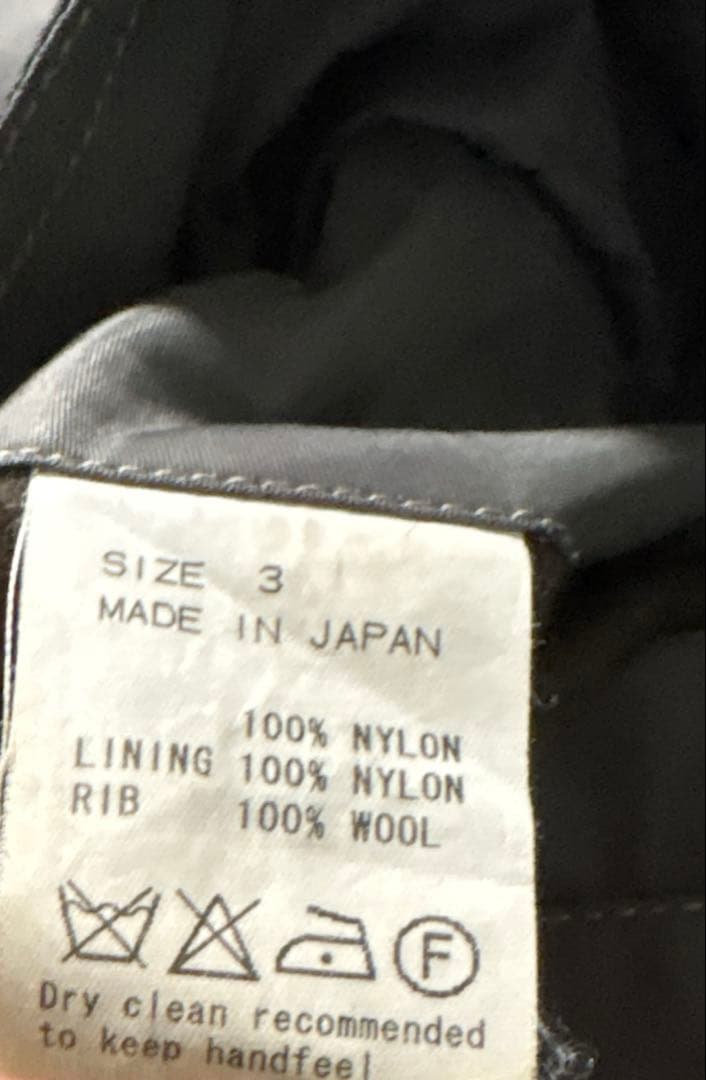 SIZE 3
MADE IN JAPAN
100% NYLON
LINING 100% NYLON
RIB 100% WOOL
F
Dry clean recommended
to keep handfeel